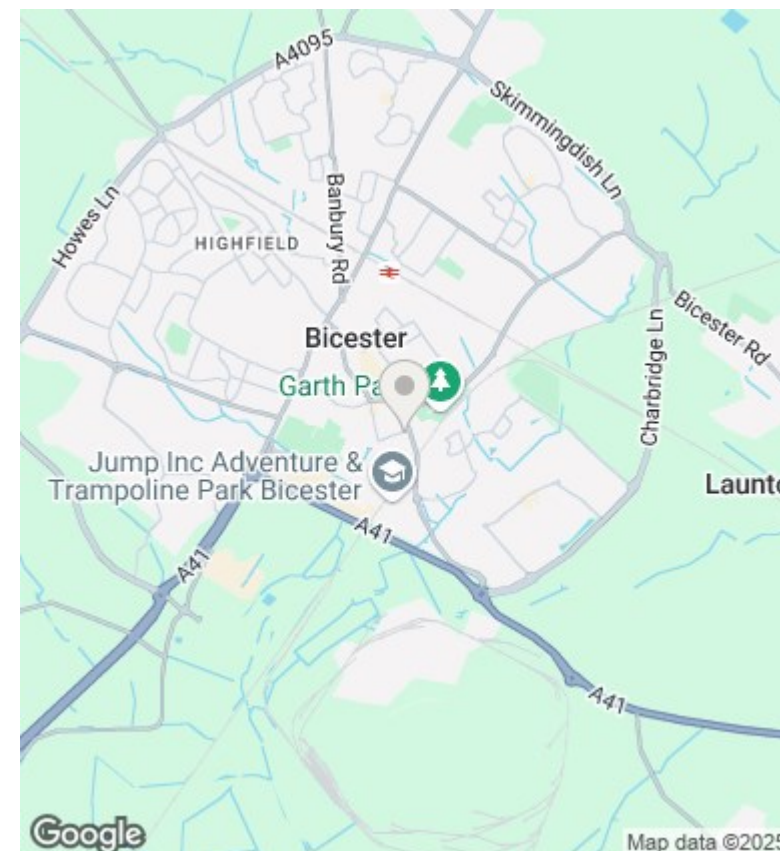 A4095
Skimmingdish Ln
Banbury Rd
Howes Ln
HIGHFIELD
Bicester Rd
Bicester
Charbridge Ln
Garth Pa
Jump Inc Adventure &
Trampoline Park Bicester
Launto
A41
A41
A41
Google
Map data ©2025